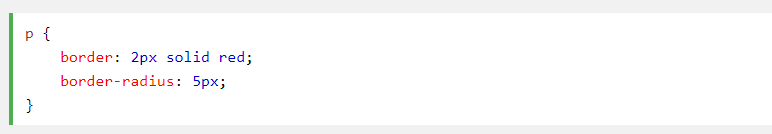 p {
    border: 2px solid red;
    border-radius: 5px;
}